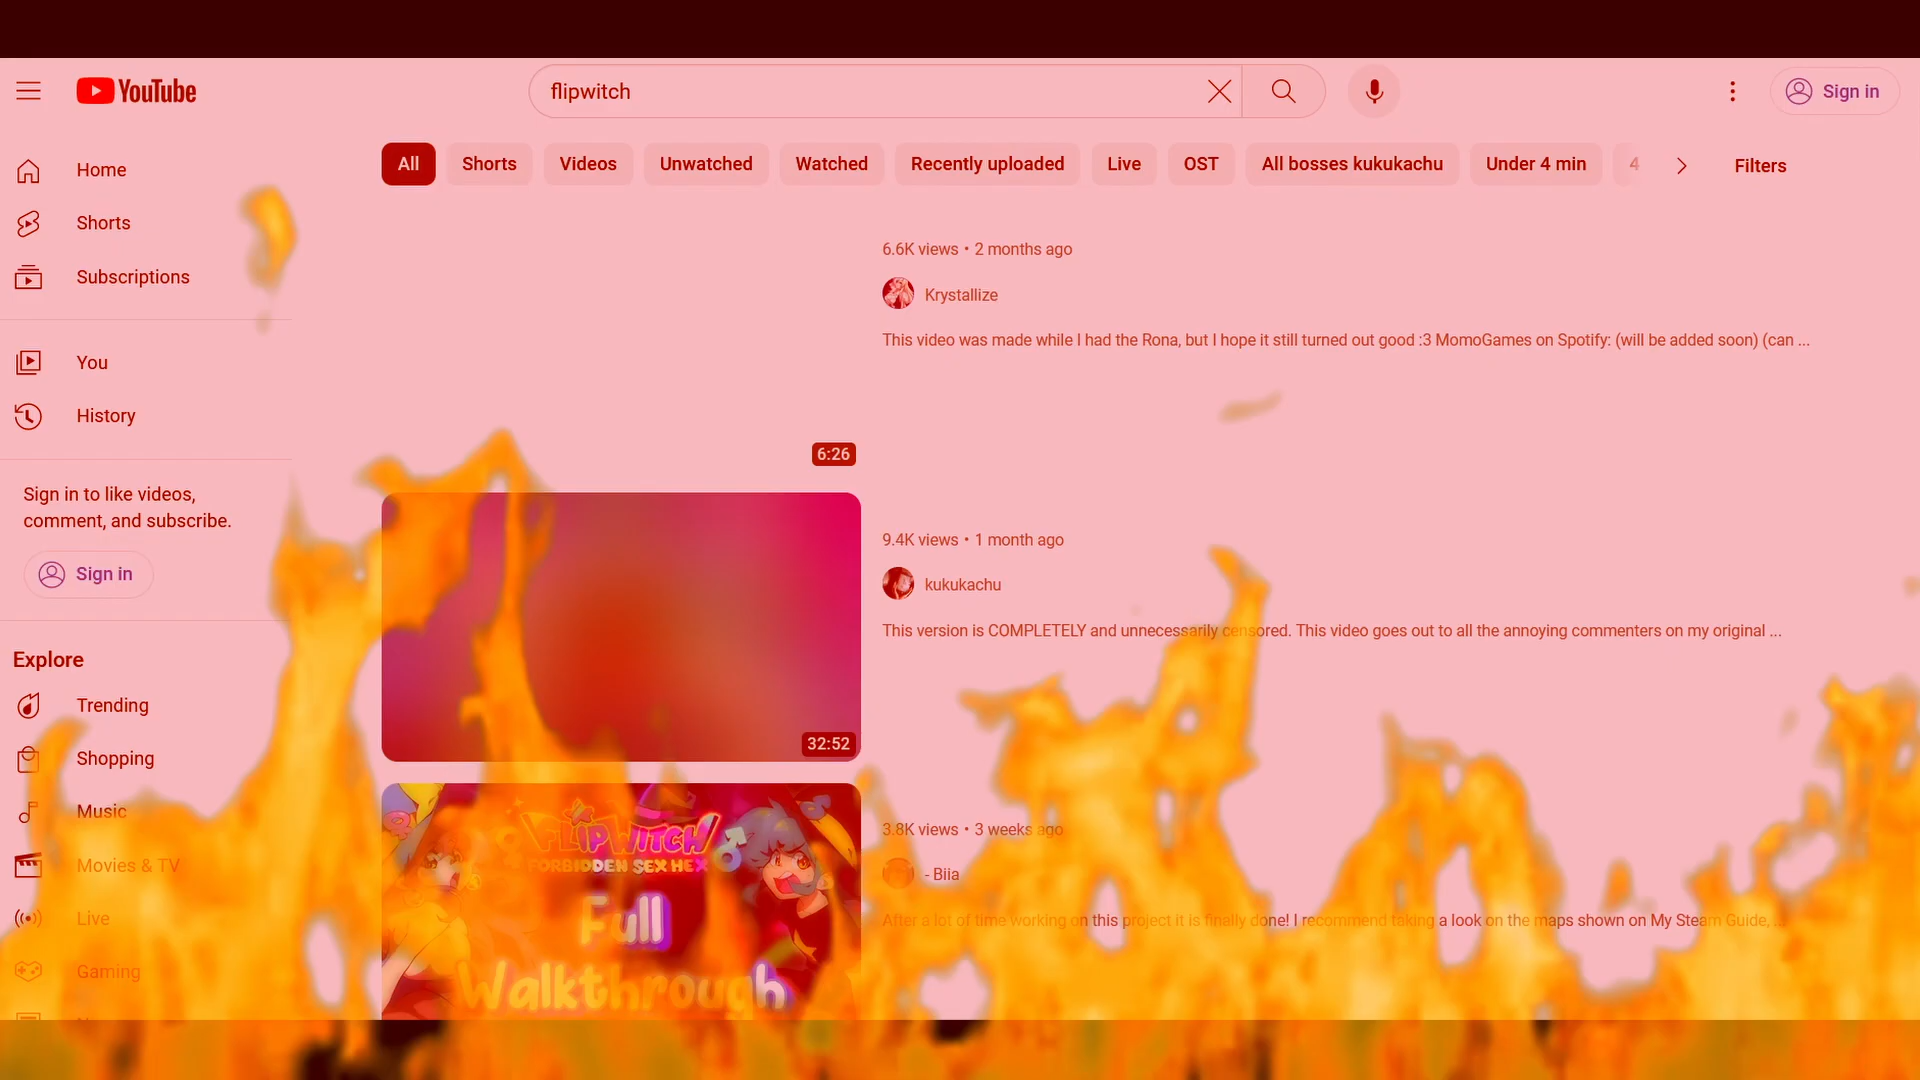 YouTube
flipwitch
Sign in
All Shorts Videos Unwatched Watched Recently uploaded Live OST All bosses kukukachu Under 4 min 4 Filters
Home
Shorts
Subscriptions
You
History
Sign in to like videos,
comment, and subscribe.
Sign in
Explore
Trending
Shopping
Music
Movies & TV
Live
Gaming
6.6K views • 2 months ago
Krystallize
This video was made while I had the Rona, but I hope it still turned out good :3 MomoGames on Spotify: (will be added soon) (can ...
6:26
9.4K views • 1 month ago
kukukachu
This version is COMPLETELY and unnecessarily censored. This video goes out to all the annoying commenters on my original ...
32:52
FLIPWITCH
FORBIDDEN SEX HEX
Full
Walkthrough
3.8K views • 3 weeks ago
- Biia
After a lot of time working on this project it is finally done! I recommend taking a look on the maps shown on My Steam Guide, ...